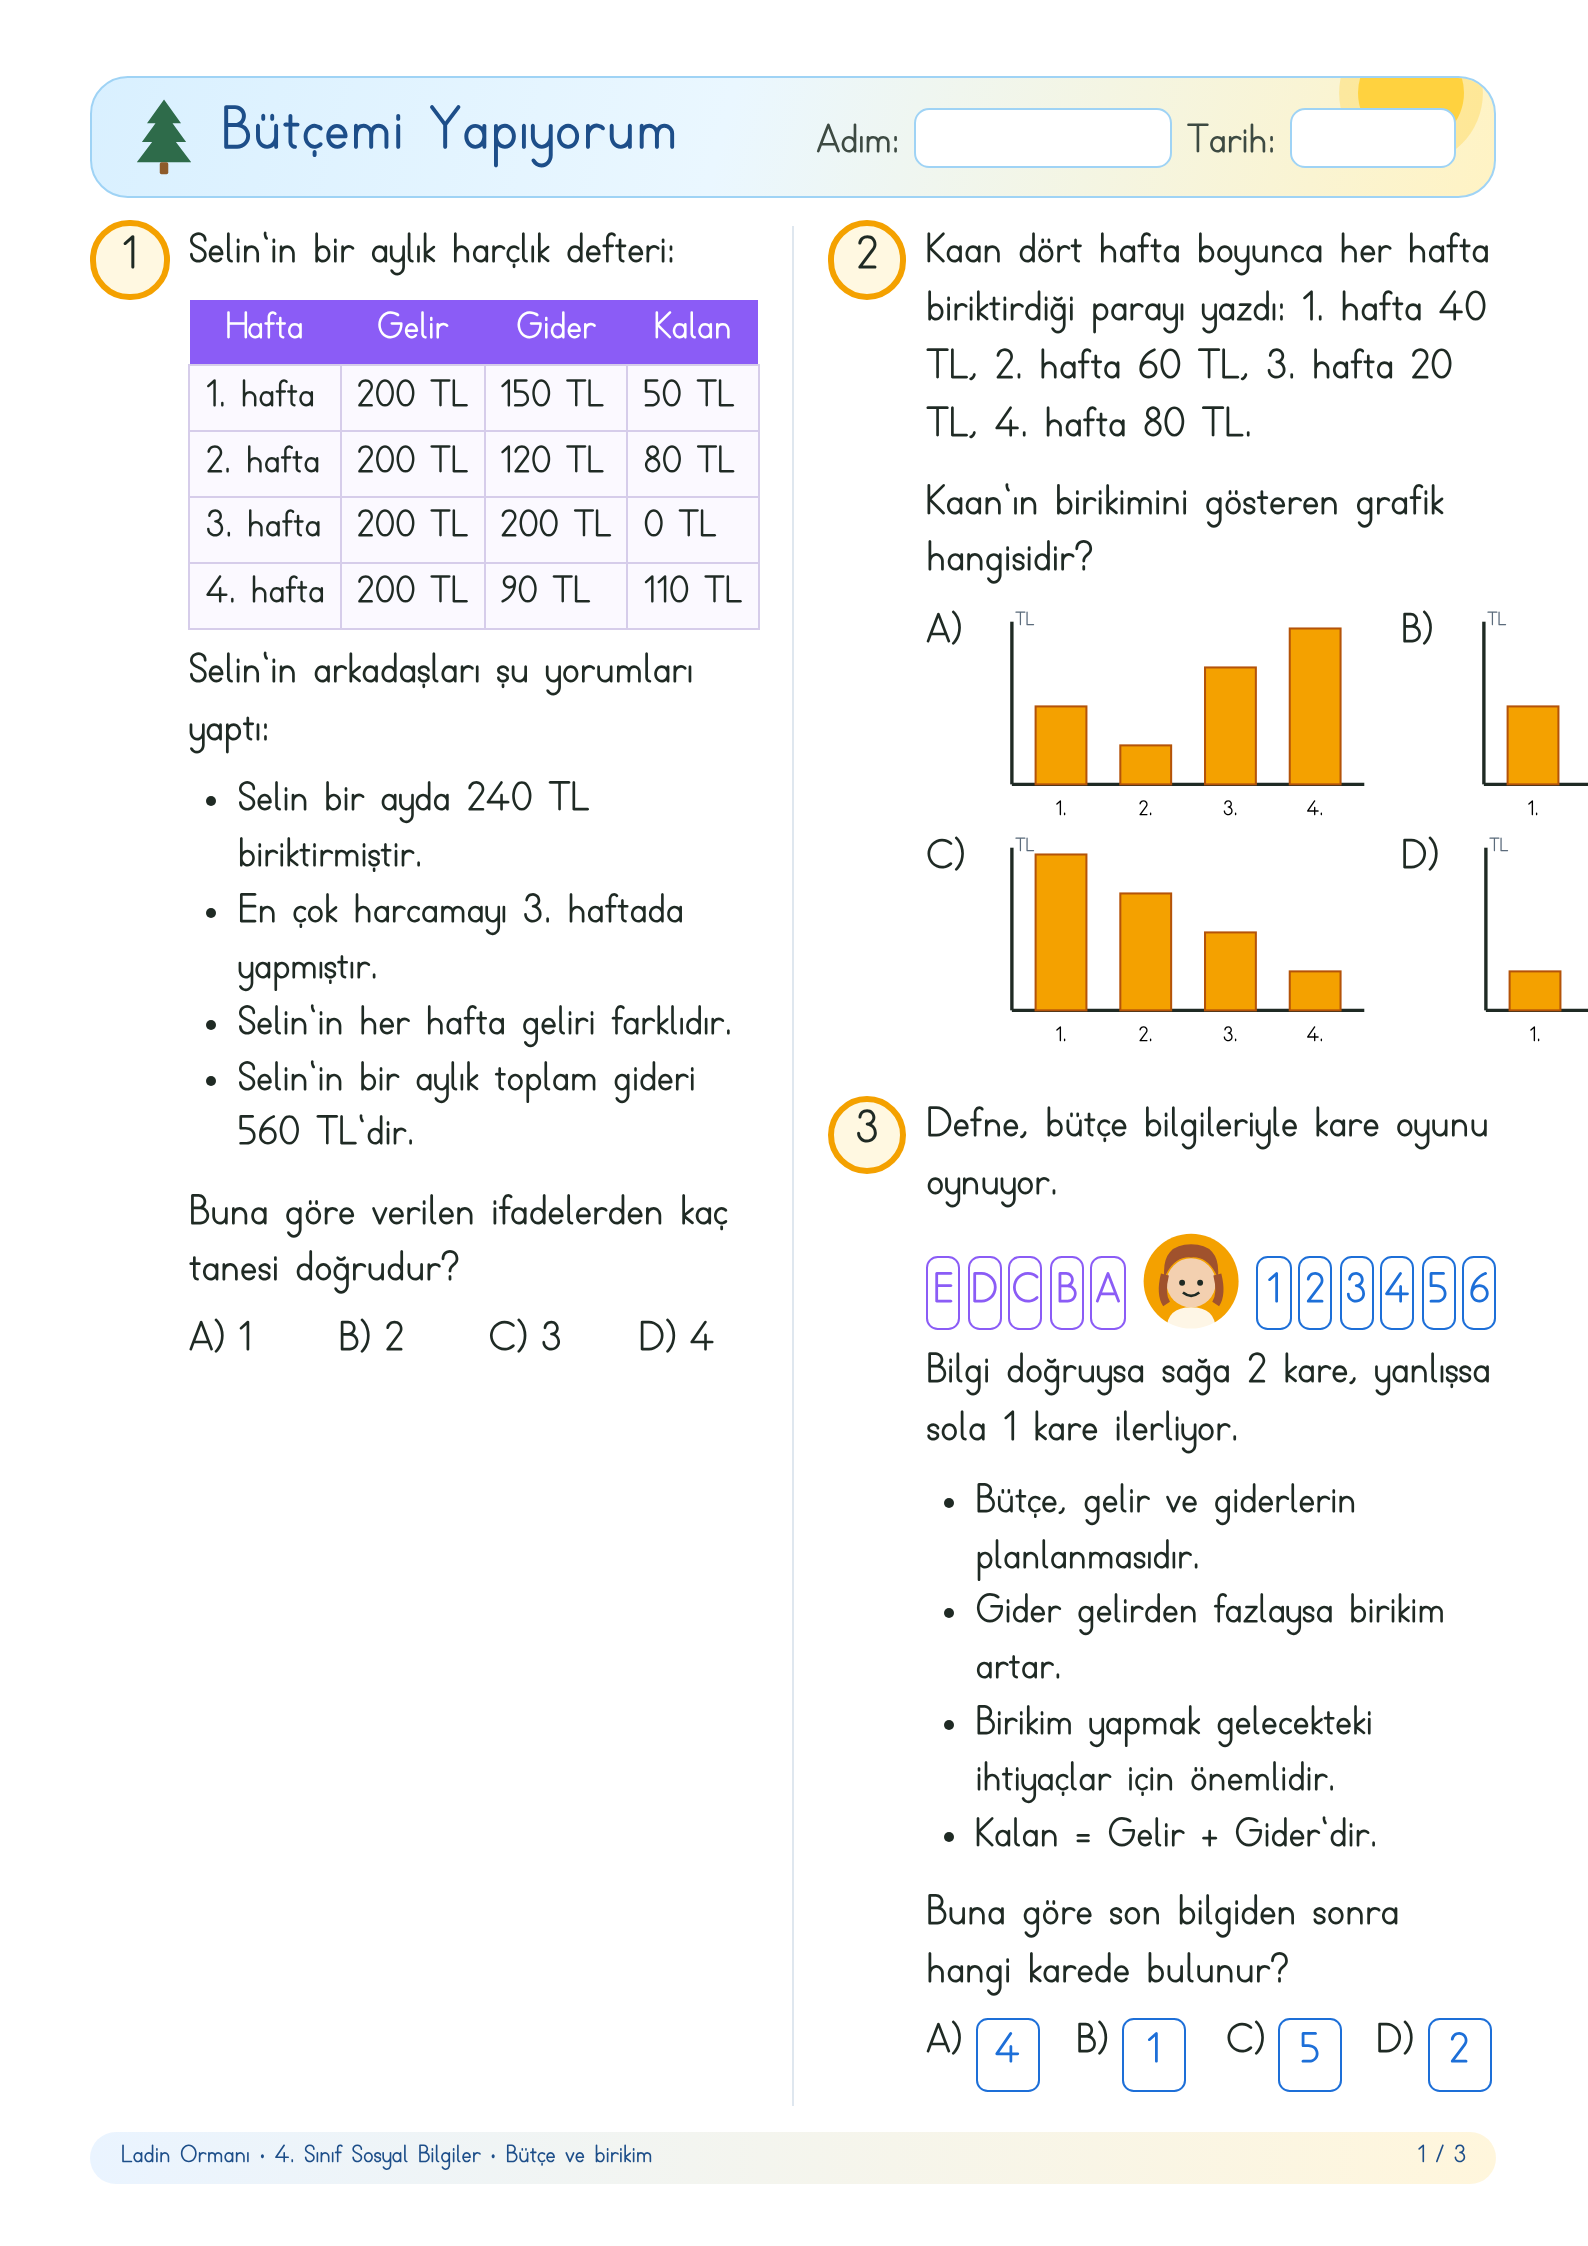 Bütçemi Yapıyorum
Adım:
Tarih:
1
Selin'in bir aylık harçlık defteri:
Hafta Gelir Gider Kalan
1. hafta 200 TL 150 TL 50 TL
2. hafta 200 TL 120 TL 80 TL
3. hafta 200 TL 200 TL 0 TL
4. hafta 200 TL 90 TL 110 TL
Selin'in arkadaşları şu yorumları
yaptı:
• Selin bir ayda 240 TL
biriktirmiştir.
• En çok harcamayı 3. haftada
yapmıştır.
• Selin'in her hafta geliri farklıdır.
• Selin'in bir aylık toplam gideri
560 TL'dir.
Buna göre verilen ifadelerden kaç
tanesi doğrudur?
A) 1 B) 2 C) 3 D) 4
2
Kaan dört hafta boyunca her hafta
biriktirdiği parayı yazdı: 1. hafta 40
TL, 2. hafta 60 TL, 3. hafta 20
TL, 4. hafta 80 TL.
Kaan'ın birikimini gösteren grafik
hangisidir?
A) TL B) TL
1. 2. 3. 4. 1.
C) TL D) TL
1. 2. 3. 4. 1.
3
Defne, bütçe bilgileriyle kare oyunu
oynuyor.
E D C B A 1 2 3 4 5 6
Bilgi doğruysa sağa 2 kare, yanlışsa
sola 1 kare ilerliyor.
• Bütçe, gelir ve giderlerin
planlanmasıdır.
• Gider gelirden fazlaysa birikim
artar.
• Birikim yapmak gelecekteki
ihtiyaçlar için önemlidir.
• Kalan = Gelir + Gider'dir.
Buna göre son bilgiden sonra
hangi karede bulunur?
A) 4 B) 1 C) 5 D) 2
Ladin Ormanı • 4. Sınıf Sosyal Bilgiler • Bütçe ve birikim
1 / 3